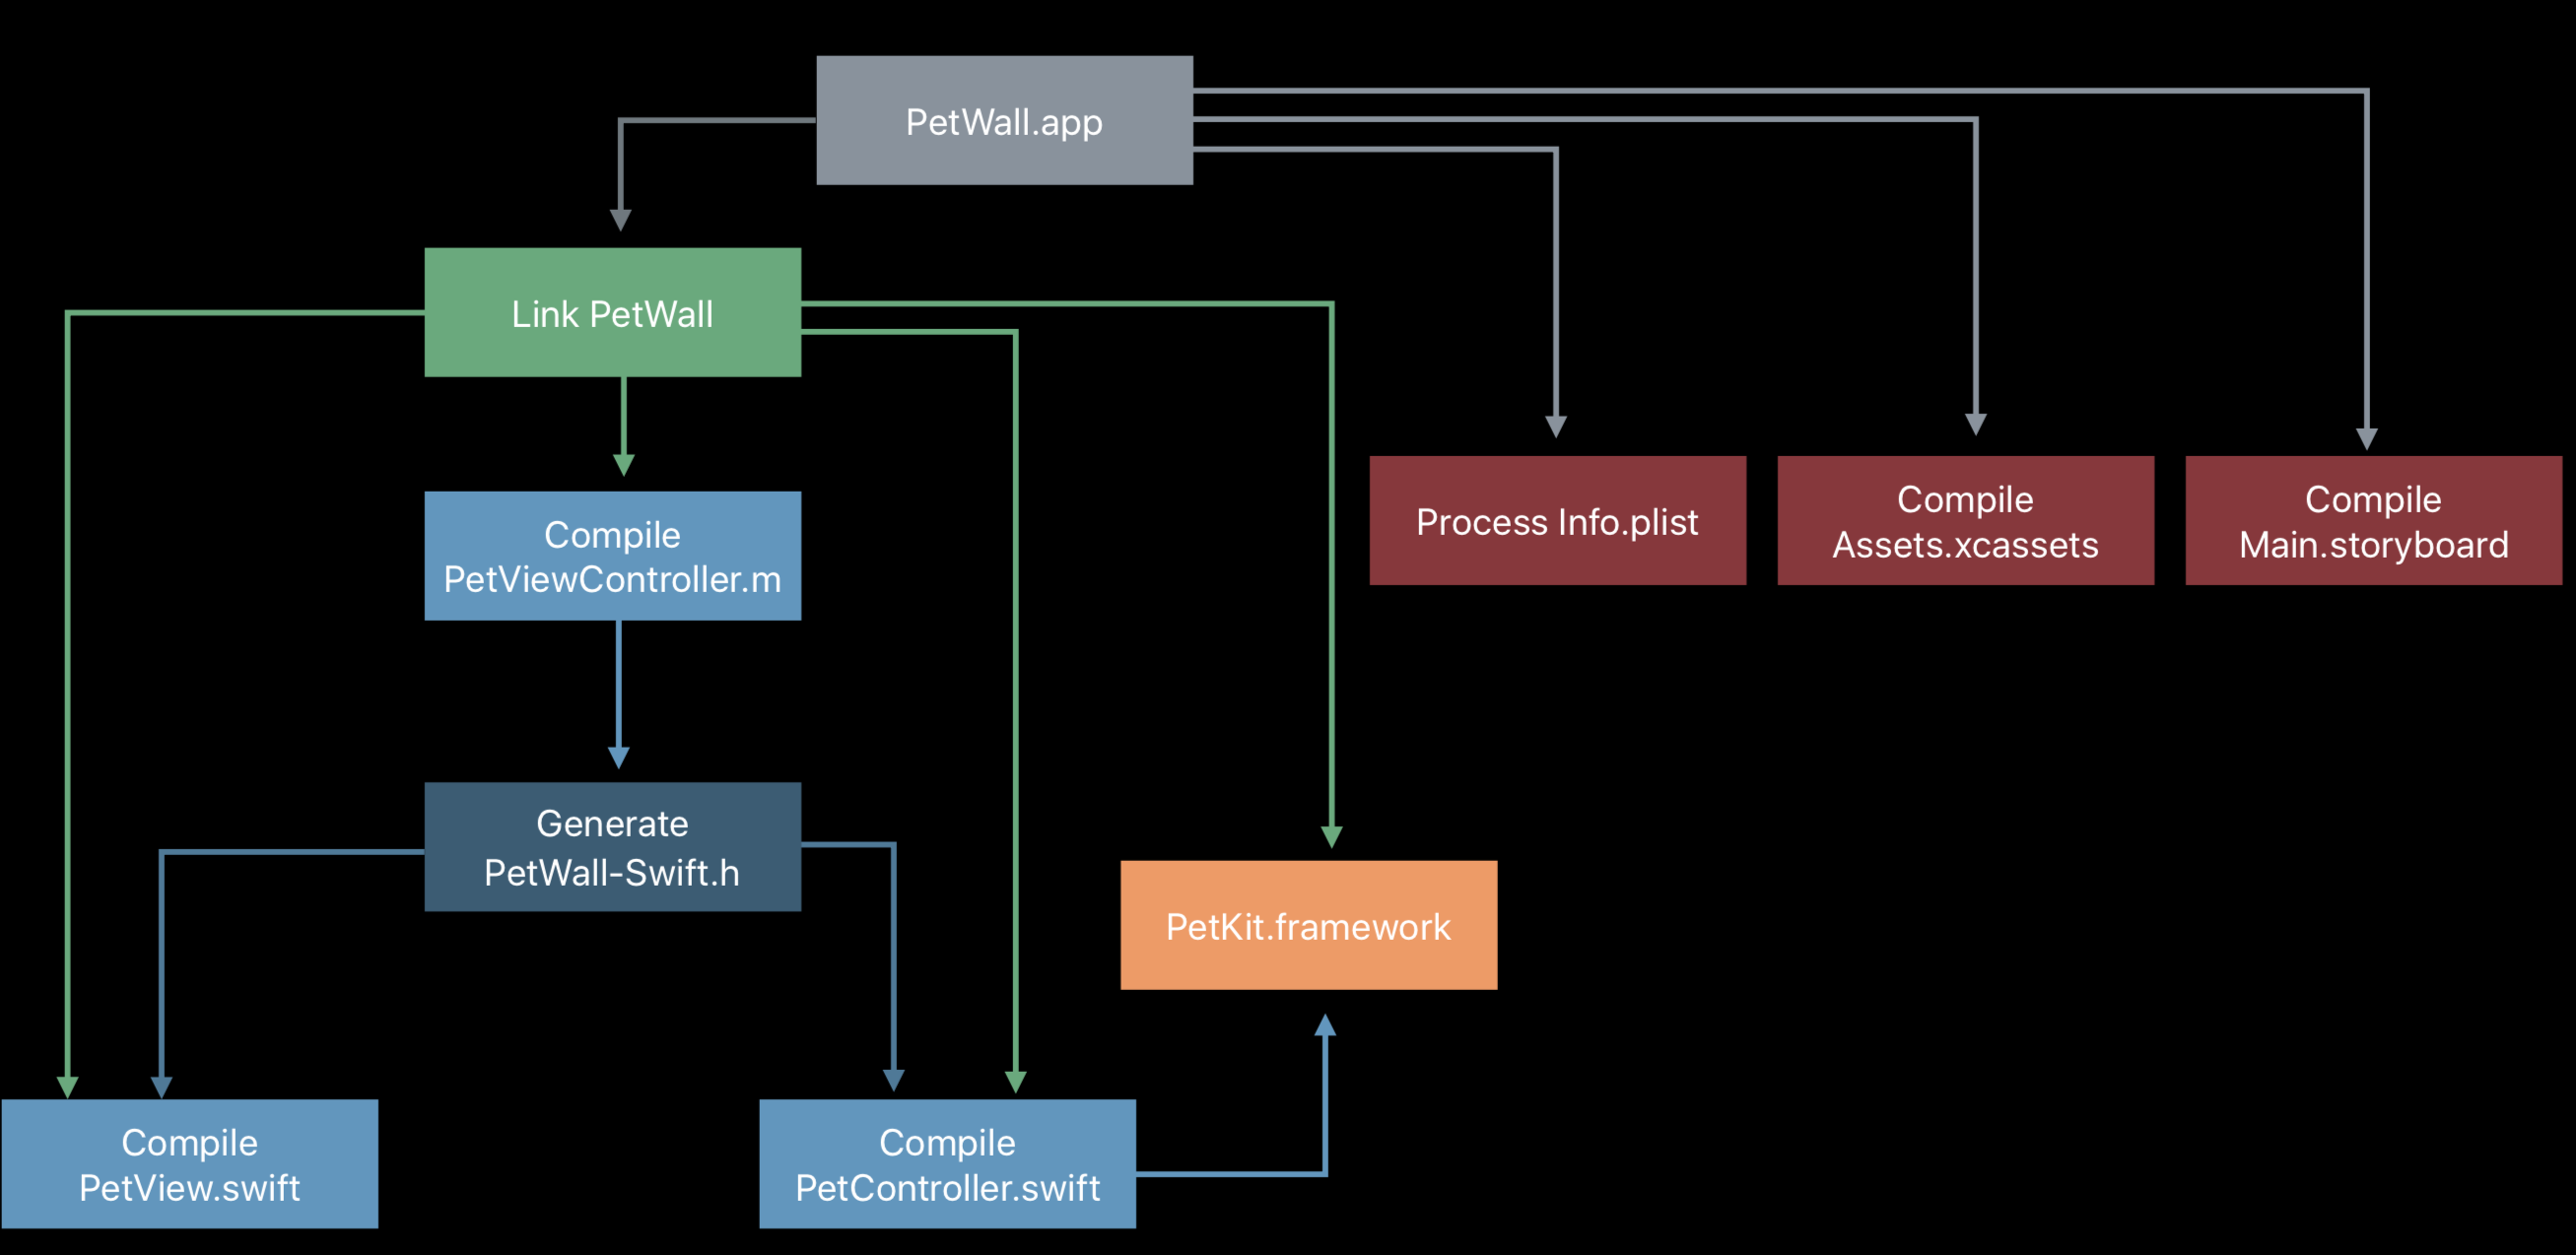 PetWall.app
Link PetWall
Compile
PetViewController.m
Process Info.plist
Compile
Assets.xcassets
Compile
Main.storyboard
Generate
PetWall-Swift.h
PetKit.framework
Compile
PetView.swift
Compile
PetController.swift